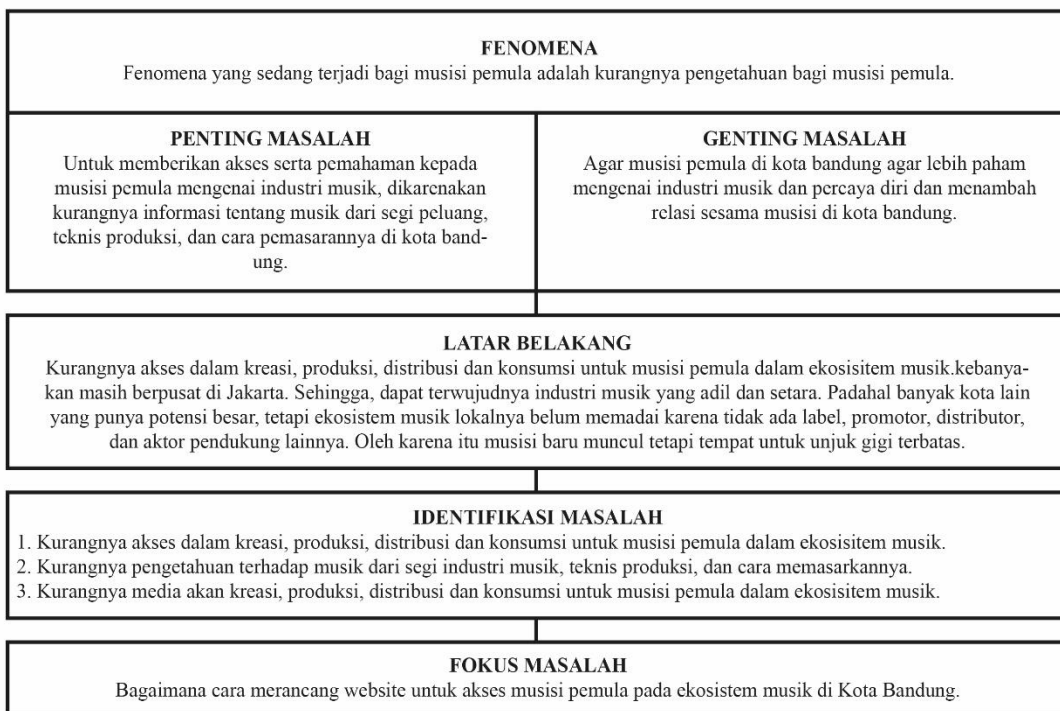 FENOMENA
Fenomena yang sedang terjadi bagi musisi pemula adalah kurangnya pengetahuan bagi musisi pemula.
PENTING MASALAH
Untuk memberikan akses serta pemahaman kepada
musisi pemula mengenai industri musik, dikarenakan
kurangnya informasi tentang musik dari segi peluang,
teknis produksi, dan cara pemasarannya di kota band-
ung.
GENTING MASALAH
Agar musisi pemula di kota bandung agar lebih paham
mengenai industri musik dan percaya diri dan menambah
relasi sesama musisi di kota bandung.
LATAR BELAKANG
Kurangnya akses dalam kreasi, produksi, distribusi dan konsumsi untuk musisi pemula dalam ekosisitem musik.kebanya-
kan masih berpusat di Jakarta. Sehingga, dapat terwujudnya industri musik yang adil dan setara. Padahal banyak kota lain
yang punya potensi besar, tetapi ekosistem musik lokalnya belum memadai karena tidak ada label, promotor, distributor,
dan aktor pendukung lainnya. Oleh karena itu musisi baru muncul tetapi tempat untuk unjuk gigi terbatas.
IDENTIFIKASI MASALAH
1. Kurangnya akses dalam kreasi, produksi, distribusi dan konsumsi untuk musisi pemula dalam ekosisitem musik.
2. Kurangnya pengetahuan terhadap musik dari segi industri musik, teknis produksi, dan cara memasarkannya.
3. Kurangnya media akan kreasi, produksi, distribusi dan konsumsi untuk musisi pemula dalam ekosisitem musik.
FOKUS MASALAH
Bagaimana cara merancang website untuk akses musisi pemula pada ekosistem musik di Kota Bandung.